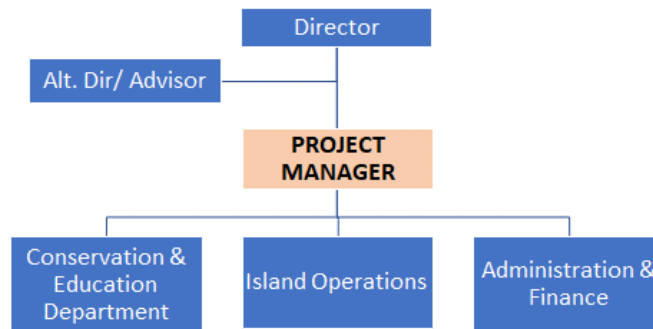 Director
Alt. Dir/ Advisor
PROJECT
MANAGER
Conservation &
Education
Department
Island Operations
Administration &
Finance